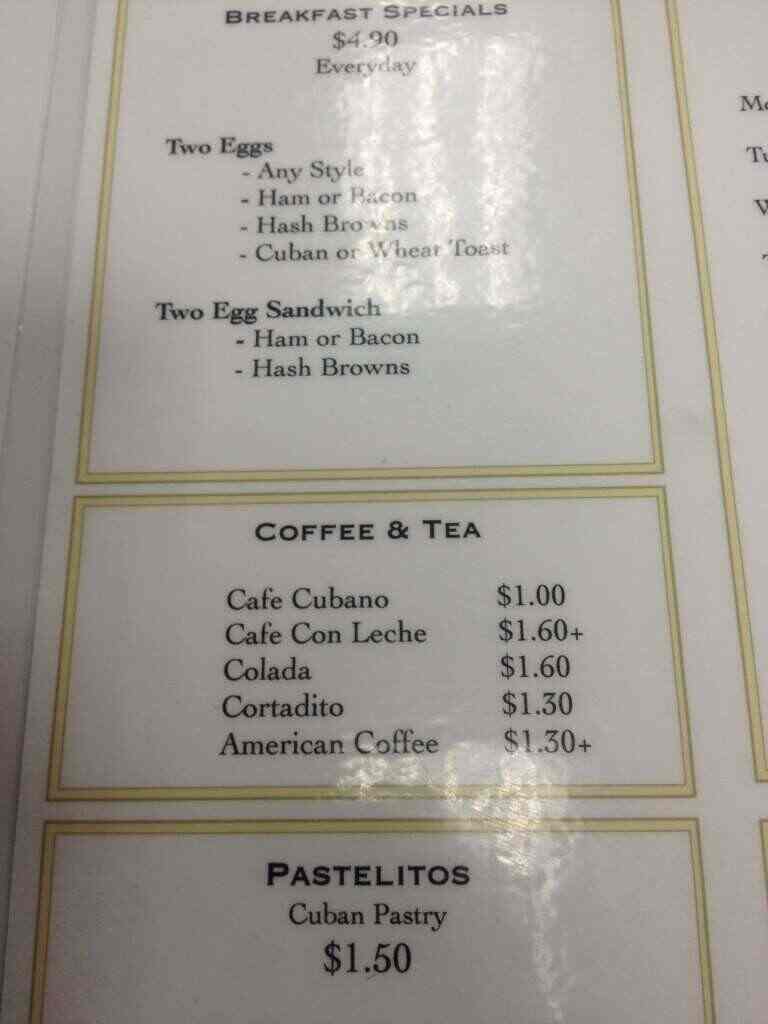 BREAKFAST SPECIALS
$4.90
Everyday
Two Eggs
- Any Style
- Ham or Bacon
- Hash Browns
- Cuban or Wheat Toast
Two Egg Sandwich
- Ham or Bacon
- Hash Browns
COFFEE & TEA
Cafe Cubano $1.00
Cafe Con Leche $1.60+
Colada $1.60
Cortadito $1.30
American Coffee $1.30+
PASTELITOS
Cuban Pastry
$1.50